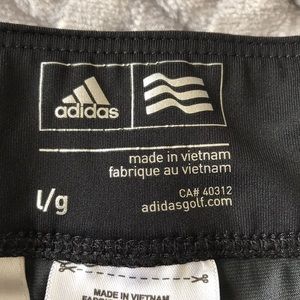 adidas
made in vietnam
fabrique au vietnam
l/g
CA# 40312
adidasgolf.com
MADE IN VIETNAM